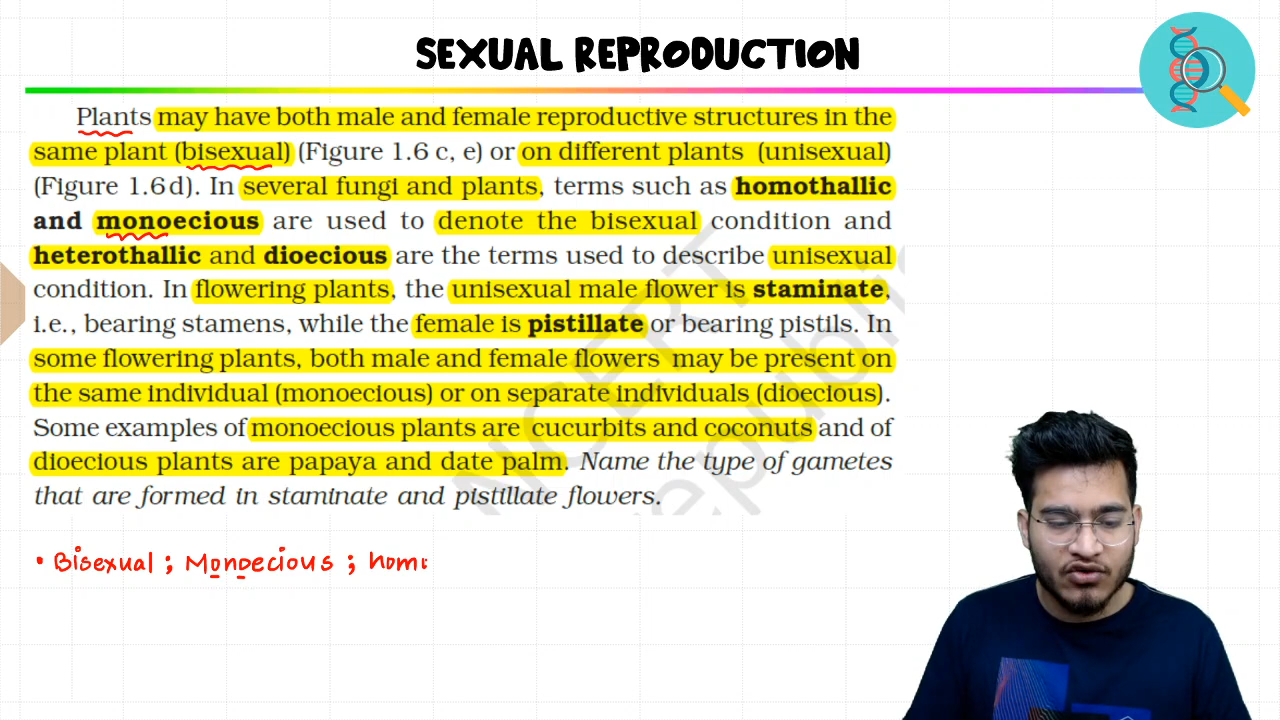 SEXUAL REPRODUCTION
Plants may have both male and female reproductive structures in the
same plant (bisexual) (Figure 1.6 c, e) or on different plants (unisexual)
(Figure 1.6 d). In several fungi and plants, terms such as homothallic
and monoecious are used to denote the bisexual condition and
heterothallic and dioecious are the terms used to describe unisexual
condition. In flowering plants, the unisexual male flower is staminate,
i.e., bearing stamens, while the female is pistillate or bearing pistils. In
some flowering plants, both male and female flowers may be present on
the same individual (monoecious) or on separate individuals (dioecious).
Some examples of monoecious plants are cucurbits and coconuts and of
dioecious plants are papaya and date palm. Name the type of gametes
that are formed in staminate and pistillate flowers.
NCERT
republi
• Bisexual ; Monoecious ; hom